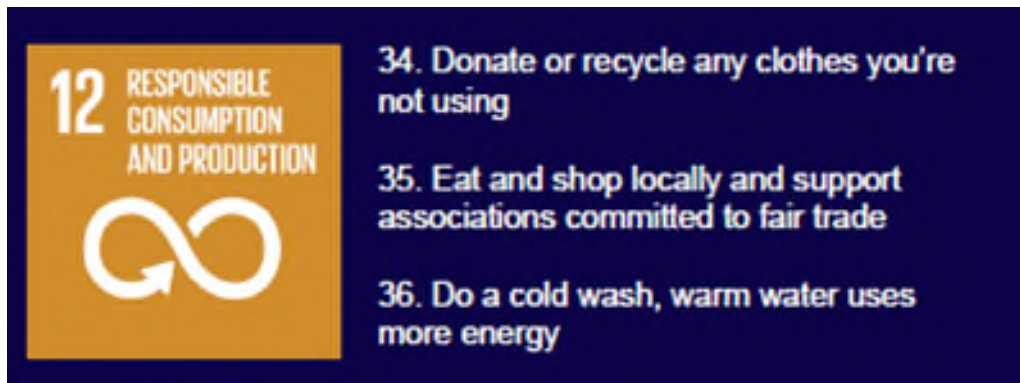 12 RESPONSIBLE
CONSUMPTION
AND PRODUCTION
34. Donate or recycle any clothes you're
not using
35. Eat and shop locally and support
associations committed to fair trade
36. Do a cold wash, warm water uses
more energy